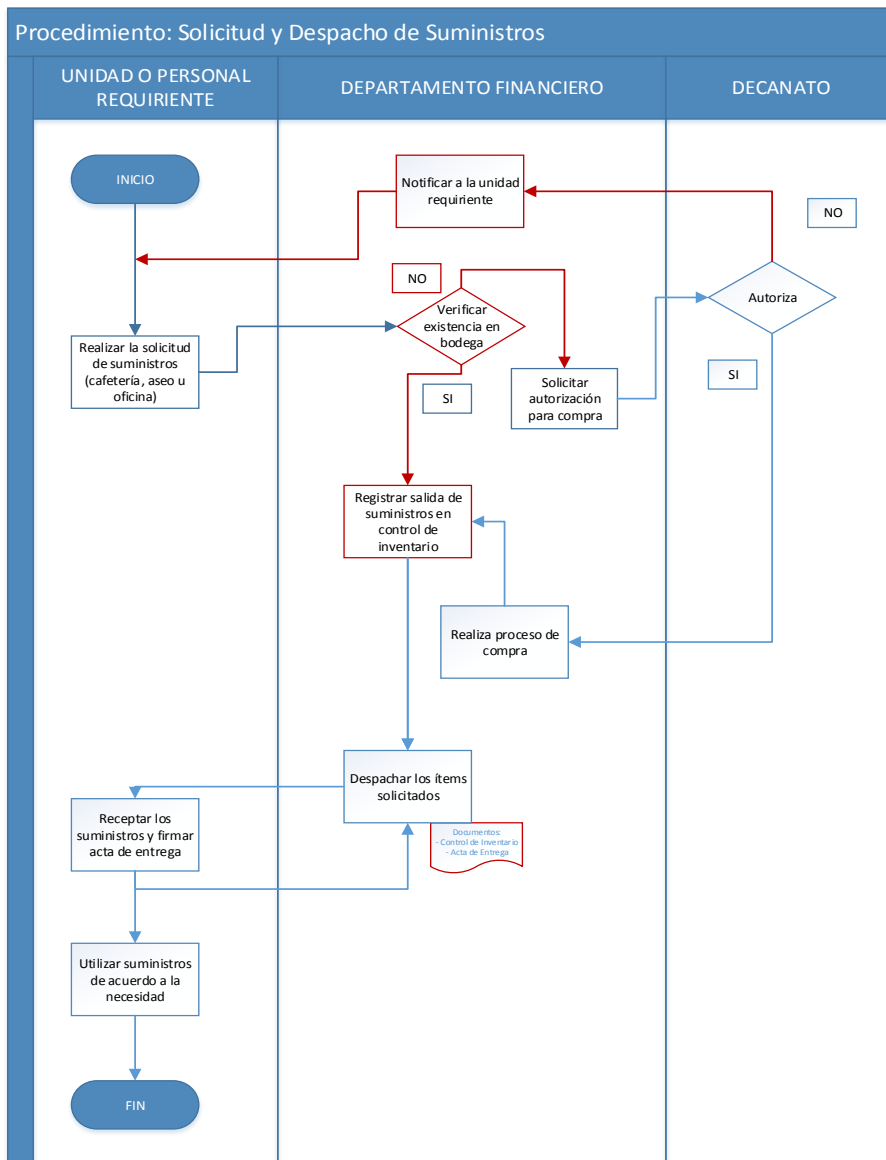 Procedimiento: Solicitud y Despacho de Suministros
UNIDAD O PERSONAL
REQUIRIENTE
DEPARTAMENTO FINANCIERO
DECANATO
INICIO
Notificar a la unidad
requiriente
NO
NO
Verificar
existencia en
bodega
Autoriza
Realizar la solicitud
de suministros
(cafetería, aseo u
oficina)
SI
Solicitar
autorización
para compra
SI
Registrar salida de
suministros en
control de
inventario
Realiza proceso de
compra
Despachar los ítems
solicitados
Receptar los
suministros y firmar
acta de entrega
Documentos:
- Control de Inventario
- Acta de Entrega
Utilizar suministros
de acuerdo a la
necesidad
FIN